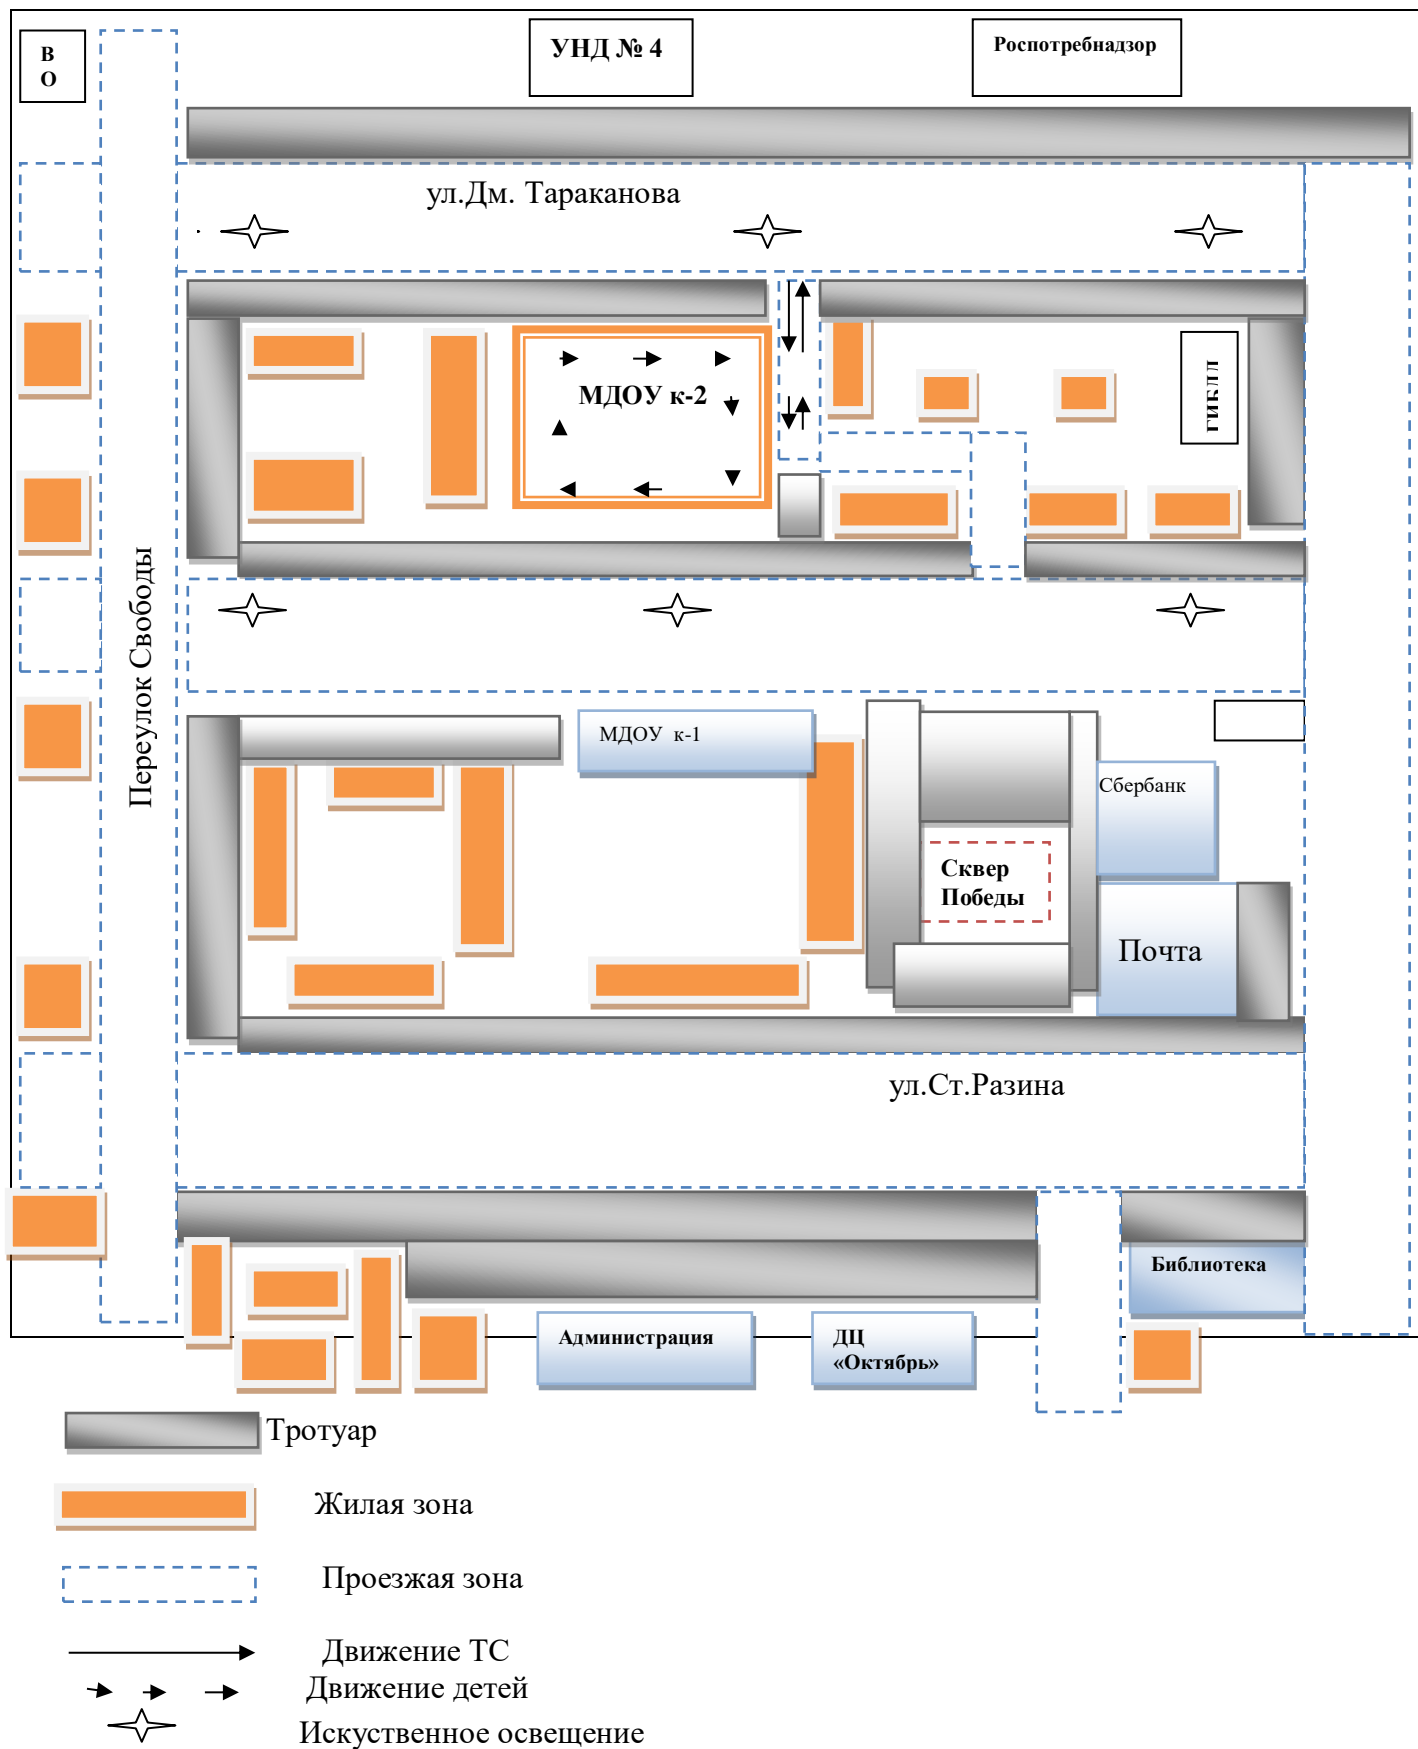 В
О
УНД № 4
Роспотребнадзор
ул.Дм. Тараканова
МДОУ к-2
ГИБДД
Переулок Свободы
МДОУ к-1
Сбербанк
Сквер
Победы
Почта
ул.Ст.Разина
Библиотека
Администрация
ДЦ
«Октябрь»
Тротуар
Жилая зона
Проезжая зона
Движение ТС
Движение детей
Искуственное освещение